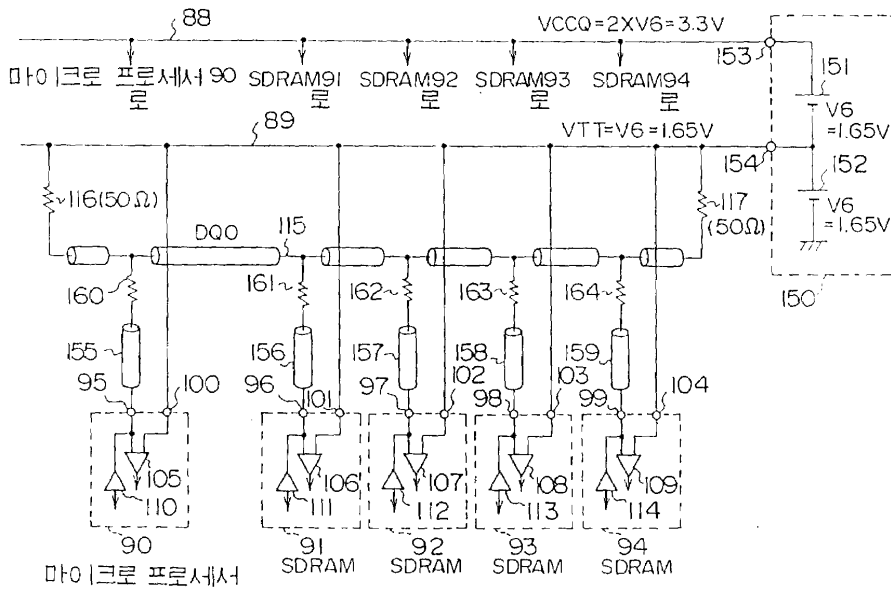 88
VCCQ=2XV6=3.3V
150
153
151
V6
=1.65V
마이크로 프로세서 90
로
SDRAM91
로
SDRAM92
로
SDRAM93
로
SDRAM94
로
89
VTT=V6=1.65V
154
152
V6
=1.65V
116(50Ω)
117
(50Ω)
DQ0
115
160
161
162
163
164
150
155
156
157
158
159
95
100
96
101
97
102
98
103
99
104
105
106
107
108
109
110
111
112
113
114
90
91
92
93
94
마이크로 프로세서
SDRAM
SDRAM
SDRAM
SDRAM